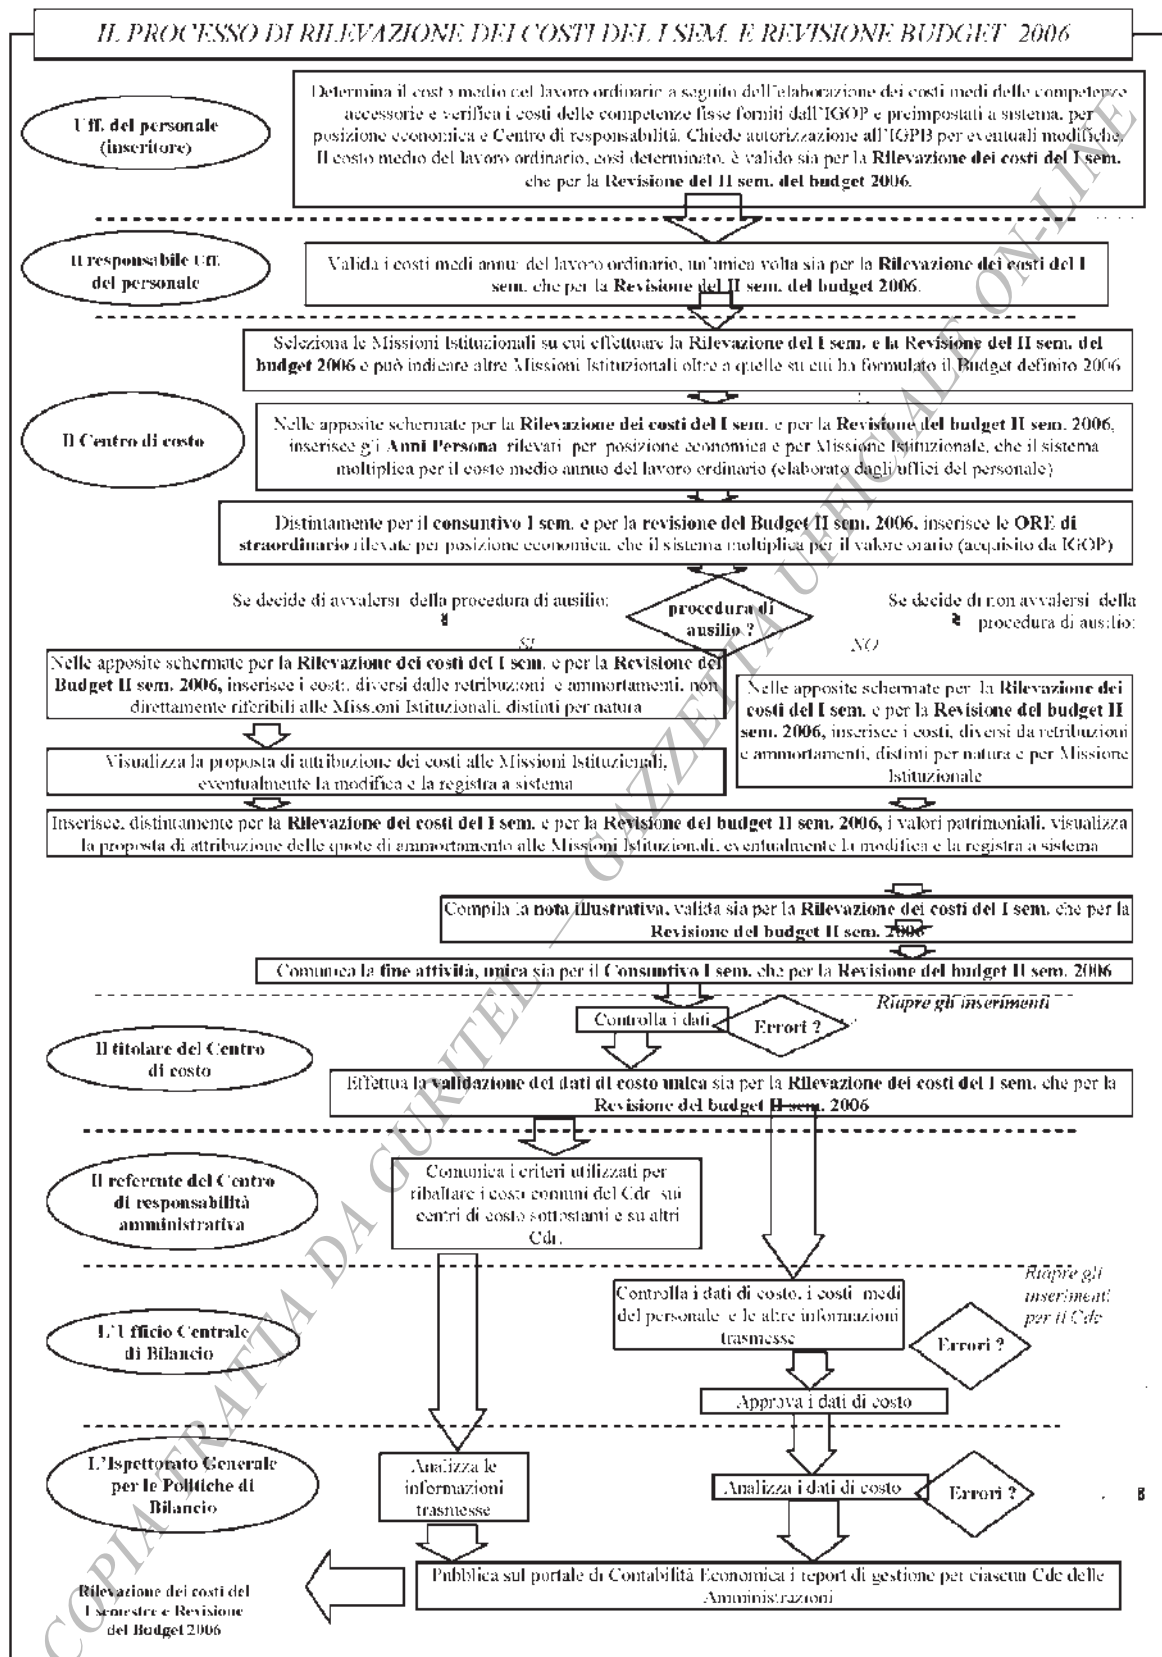 IL PROCESSO DI RILEVAZIONE DEI COSTI DEL I SEM. E REVISIONE BUDGET 2006
Uff. del personale
(inseritore)
Determina il costo medio del lavoro ordinario a seguito dell'elaborazione dei costi medi delle competenze
accessorie e verifica i costi delle competenze fisse forniti dall'IGOP e preimpostati a sistema, per
posizione economica e Centro di responsabilità. Chiede autorizzazione all'IGPB per eventuali modifiche.
Il costo medio del lavoro ordinario, così determinato, è valido sia per la Rilevazione dei costi del I sem.
che per la Revisione del II sem. del budget 2006.
Il responsabile Uff.
del personale
Valida i costi medi annui del lavoro ordinario, un'unica volta sia per la Rilevazione dei costi del I
sem. che per la Revisione del II sem. del budget 2006.
Seleziona le Missioni Istituzionali su cui effettuare la Rilevazione del I sem. e la Revisione del II sem. del
budget 2006 e può indicare altre Missioni Istituzionali oltre a quelle su cui ha formulato il Budget definito 2006
Il Centro di costo
Nelle apposite schermate per la Rilevazione dei costi del I sem. e per la Revisione del budget II sem. 2006,
inserisce gli Anni Persona rilevati per posizione economica e per Missione Istituzionale, che il sistema
moltiplica per il costo medio annuo del lavoro ordinario (elaborato dagli uffici del personale)
Distintamente per il consuntivo I sem. e per la revisione del Budget II sem. 2006, inserisce le ORE di
straordinario rilevate per posizione economica, che il sistema moltiplica per il valore orario (acquisito da IGOP)
Se decide di avvalersi della procedura di ausilio:
procedura di
ausilio ?
Se decide di non avvalersi della
procedura di ausilio:
SI
NO
Nelle apposite schermate per la Rilevazione dei costi del I sem. e per la Revisione del
Budget II sem. 2006, inserisce i costi, diversi dalle retribuzioni e ammortamenti, non
direttamente riferibili alle Missioni Istituzionali, distinti per natura
Nelle apposite schermate per la Rilevazione dei
costi del I sem. e per la Revisione del budget II
sem. 2006, inserisce i costi, diversi da retribuzioni
e ammortamenti, distinti per natura e per Missione
Istituzionale
Visualizza la proposta di attribuzione dei costi alle Missioni Istituzionali,
eventualmente la modifica e la registra a sistema
Inserisce, distintamente per la Rilevazione dei costi del I sem. e per la Revisione del budget II sem. 2006, i valori patrimoniali, visualizza
la proposta di attribuzione delle quote di ammortamento alle Missioni Istituzionali, eventualmente la modifica e la registra a sistema
Compila la nota illustrativa, valida sia per la Rilevazione dei costi del I sem. che per la
Revisione del budget II sem. 2006
Comunica la fine attività, unica sia per il Consuntivo I sem. che per la Revisione del budget II sem. 2006
Riapre gli inserimenti
Controlla i dati
Errori ?
Il titolare del Centro
di costo
Effettua la validazione dei dati di costo unica sia per la Rilevazione dei costi del I sem. che per la
Revisione del budget II sem. 2006
Il referente del Centro
di responsabilità
amministrativa
Comunica i criteri utilizzati per
ribaltare i costi comuni del Cdr sui
centri di costo sottostanti e su altri
Cdr.
Controlla i dati di costo, i costi medi
del personale e le altre informazioni
trasmesse
Riapre gli
inserimenti
per il Cdc
L'Ufficio Centrale
di Bilancio
Errori ?
Approva i dati di costo
L'Ispettorato Generale
per le Politiche di
Bilancio
Analizza le
informazioni
trasmesse
Analizza i dati di costo
Errori ?
Pubblica sul portale di Contabilità Economica i report di gestione per ciascun Cdc delle
Amministrazioni
Rilevazione dei costi del
I semestre e Revisione
del Budget 2006
COPIA TRATTA DA GURITEL — GAZZETTA UFFICIALE ON-LINE